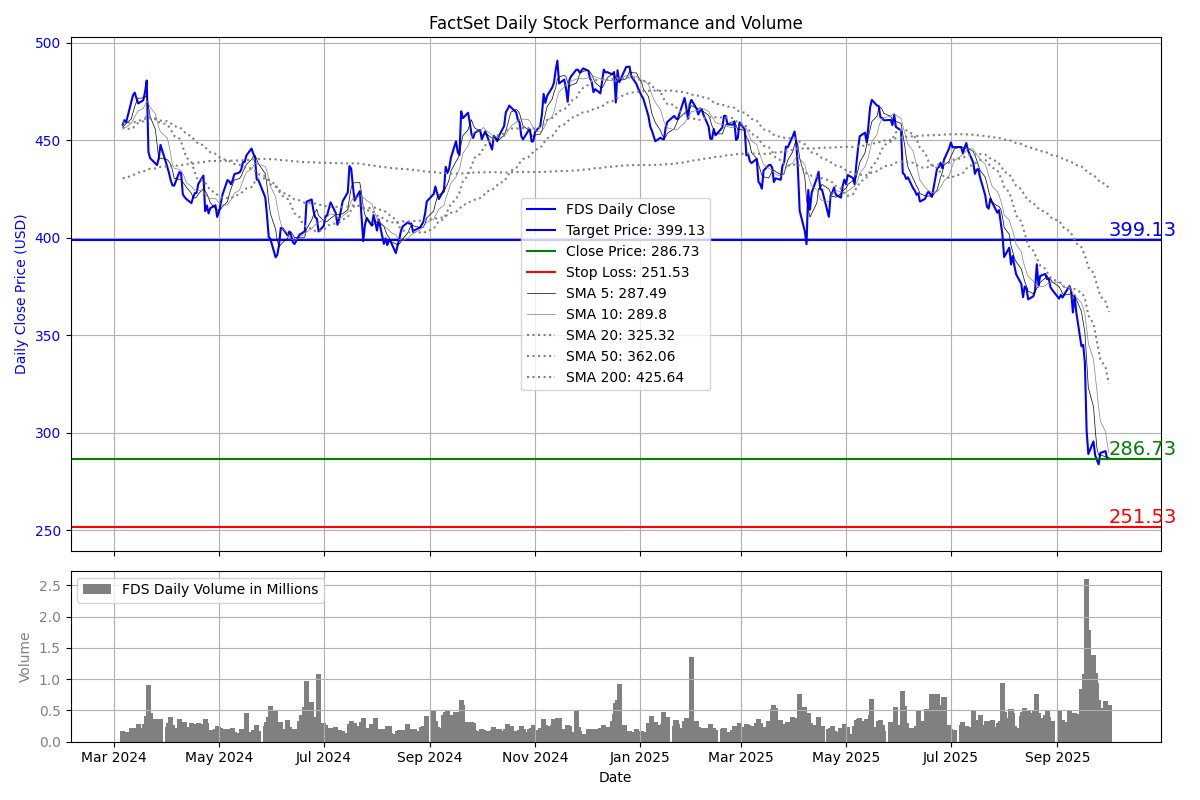 FactSet Daily Stock Performance and Volume
500
450
400
350
300
250
Daily Close Price (USD)
FDS Daily Close
Target Price: 399.13
Close Price: 286.73
Stop Loss: 251.53
SMA 5: 287.49
SMA 10: 289.8
SMA 20: 325.32
SMA 50: 362.06
SMA 200: 425.64
399.13
286.73
251.53
2.5
2.0
1.5
1.0
0.5
0.0
Volume
FDS Daily Volume in Millions
Mar 2024
May 2024
Jul 2024
Sep 2024
Nov 2024
Jan 2025
Mar 2025
May 2025
Jul 2025
Sep 2025
Date